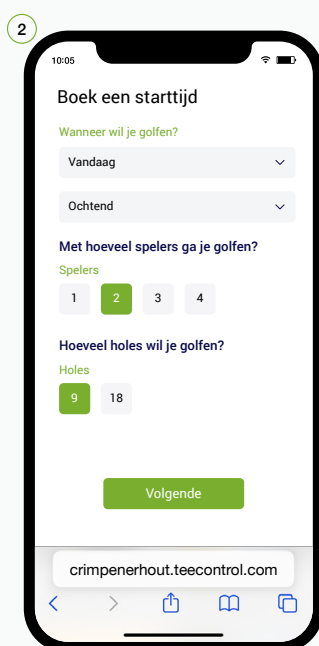 2
10:05
Boek een starttijd
Wanneer wil je golfen?
Vandaag
Ochtend
Met hoeveel spelers ga je golfen?
Spelers
1 2 3 4
Hoeveel holes wil je golfen?
Holes
9 18
Volgende
crimpenerhout.teecontrol.com